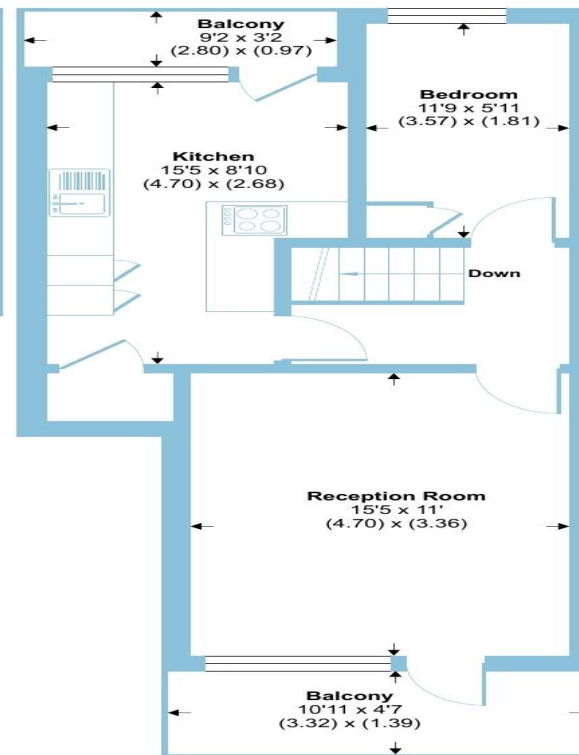 Balcony
9'2 x 3'2
(2.80) x (0.97)
Bedroom
11'9 x 5'11
(3.57) x (1.81)
Kitchen
15'5 x 8'10
(4.70) x (2.68)
Down
Reception Room
15'5 x 11'
(4.70) x (3.36)
Balcony
10'11 x 4'7
(3.32) x (1.39)